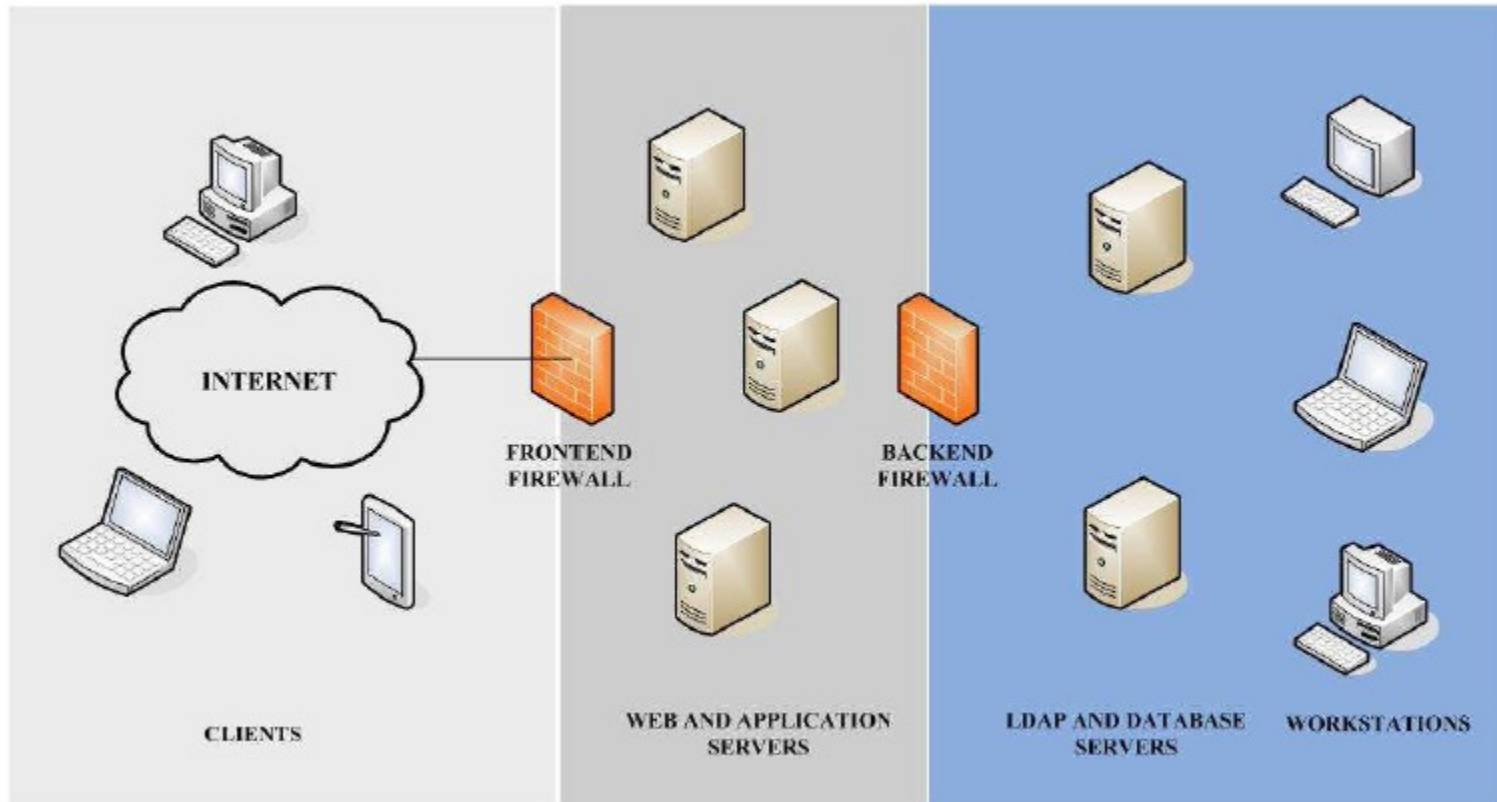 INTERNET
FRONTEND
FIREWALL
BACKEND
FIREWALL
CLIENTS
WEB AND APPLICATION
SERVERS
LDAP AND DATABASE
SERVERS
WORKSTATIONS